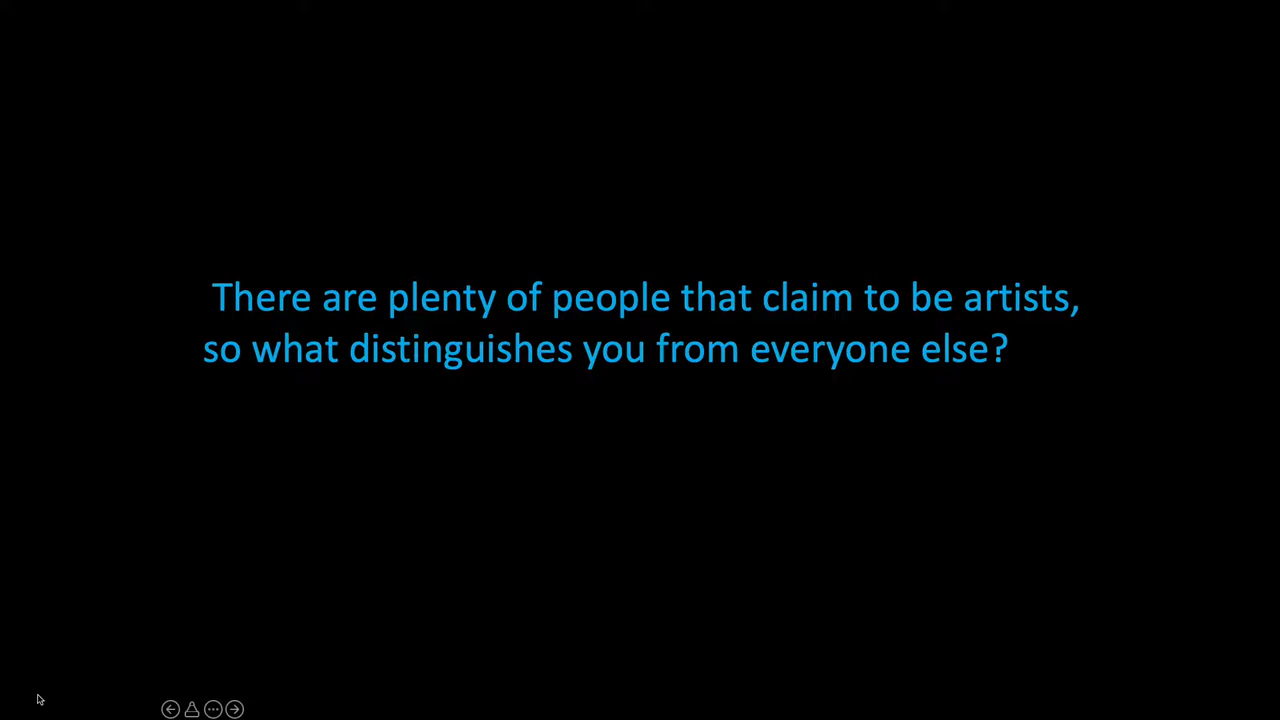 There are plenty of people that claim to be artists,
so what distinguishes you from everyone else?